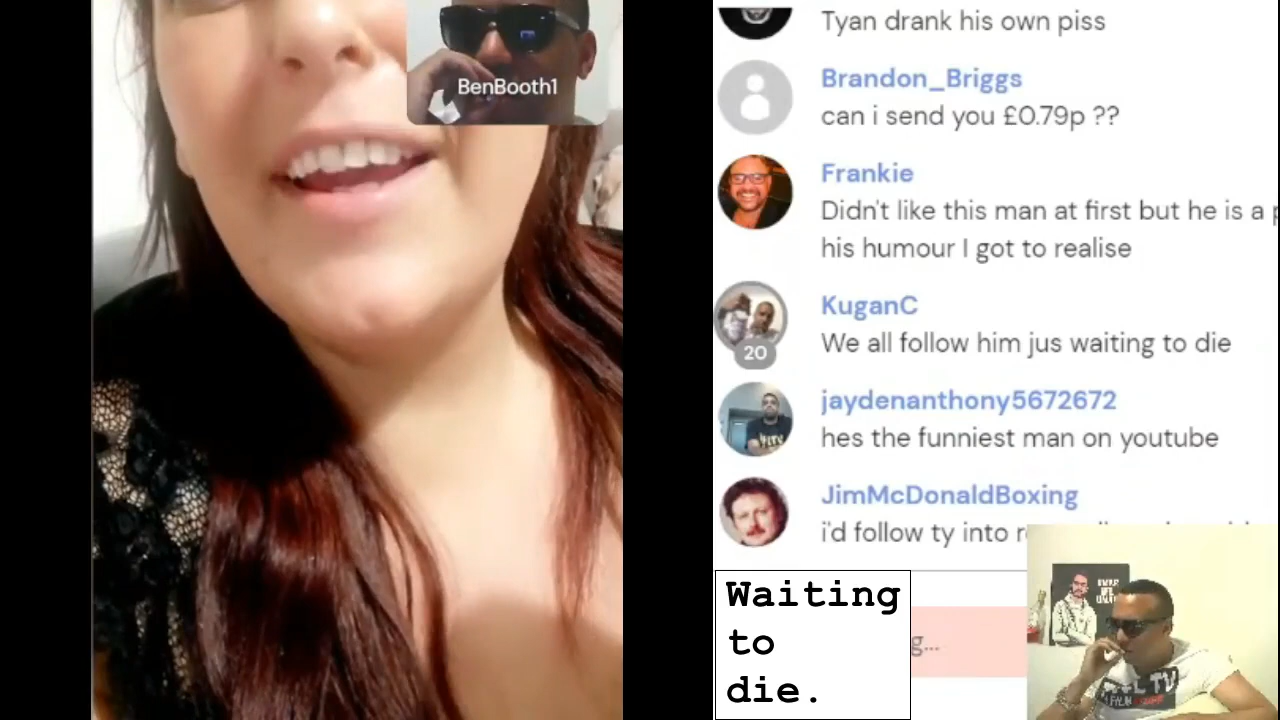 BenBooth1
Tyan drank his own piss
Brandon_Briggs
can i send you £0.79p ??
Frankie
Didn't like this man at first but he is a
his humour I got to realise
KuganC
We all follow him jus waiting to die
20
jaydenanthony5672672
hes the funniest man on youtube
JimMcDonaldBoxing
i'd follow ty into
Waiting
to
die.